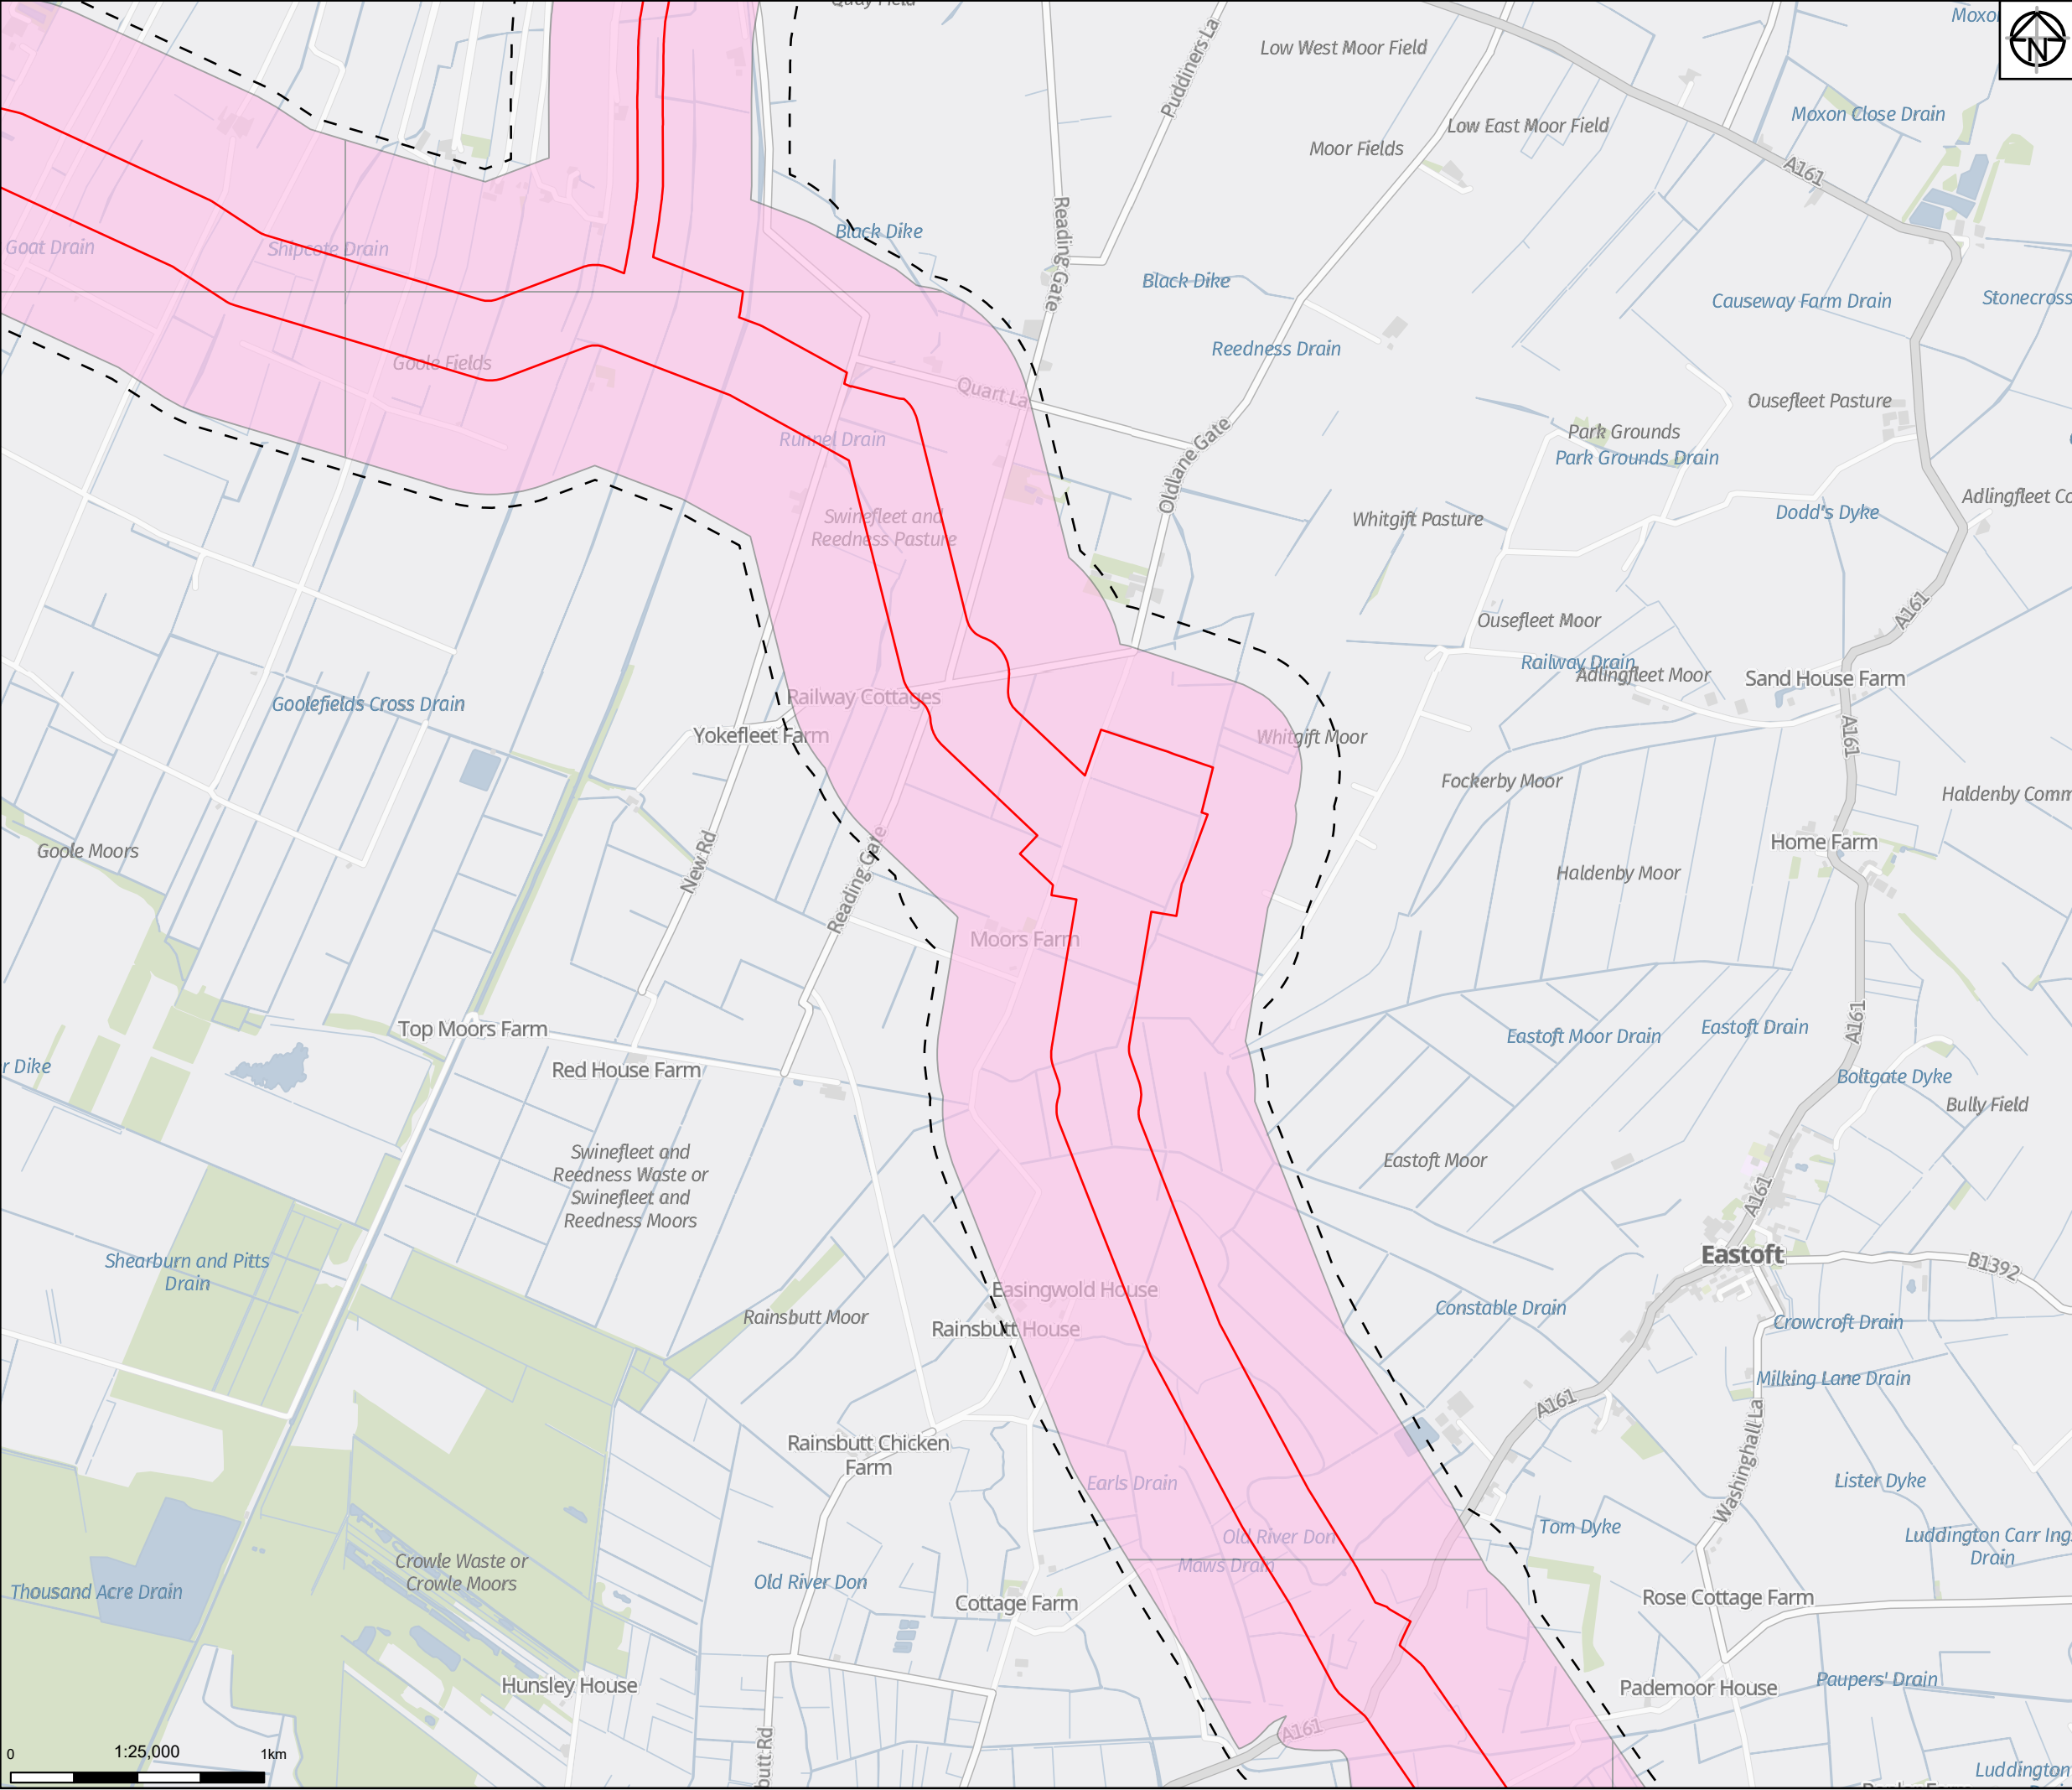 Quay Field
Moxon
N
Low West Moor Field
Puddiners La
Moxon Close Drain
Low East Moor Field
Moor Fields
A161
Goat Drain
Shipcote Drain
Black Dike
Reading Gate
Black Dike
Causeway Farm Drain
Stonecross
Reedness Drain
Goole Fields
Quart La
Ousefleet Pasture
Runnel Drain
Oldlane Gate
Park Grounds
Park Grounds Drain
Adlingfleet Co
Swinefleet and
Reedness Pasture
Whitgift Pasture
Dodd's Dyke
A161
Ousefleet Moor
Railway Drain
Adlingfleet Moor
Sand House Farm
Goolefields Cross Drain
Railway Cottages
Yokefleet Farm
Whitgift Moor
A161
Fockerby Moor
Haldenby Comm
Goole Moors
New Rd
Reading Gate
Home Farm
Haldenby Moor
Moors Farm
Top Moors Farm
Eastoft Moor Drain
Eastoft Drain
A161
r Dike
Red House Farm
Boltgate Dyke
Bully Field
Swinefleet and
Reedness Waste or
Swinefleet and
Reedness Moors
Eastoft Moor
A161
Shearburn and Pitts
Drain
Eastoft
B1392
Easingwold House
Rainsbutt Moor
Rainsbutt House
Constable Drain
Crowcroft Drain
Milking Lane Drain
A161
Rainsbutt Chicken
Farm
Washinghall La
Earls Drain
Lister Dyke
Old River Don
Tom Dyke
Luddington Carr Ing
Drain
Maws Drain
Crowle Waste or
Crowle Moors
Thousand Acre Drain
Old River Don
Cottage Farm
Rose Cottage Farm
Hunsley House
Pademoor House
Paupers' Drain
A161
butt Rd
Luddington
0 1:25,000 1km